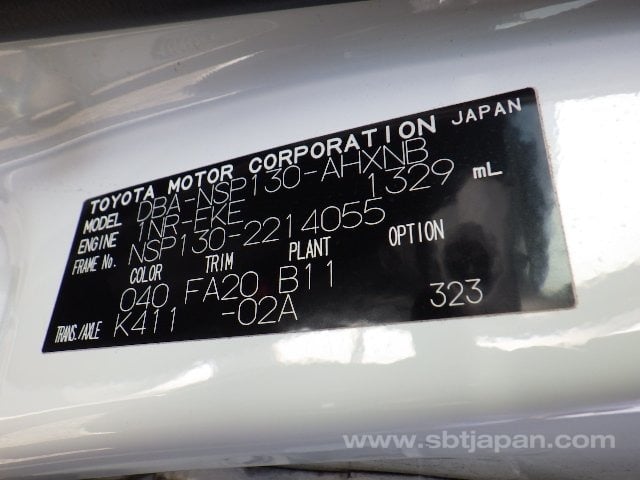 TOYOTA MOTOR CORPORATION JAPAN
MODEL DBA-NSP130-AHXNB
ENGINE 1NR-FKE 1329 mL
FRAME No. NSP130-2214055
COLOR TRIM PLANT OPTION
040 FA20 B11
TRANS./AXLE K411 -02A 323
www.sbtjapan.com